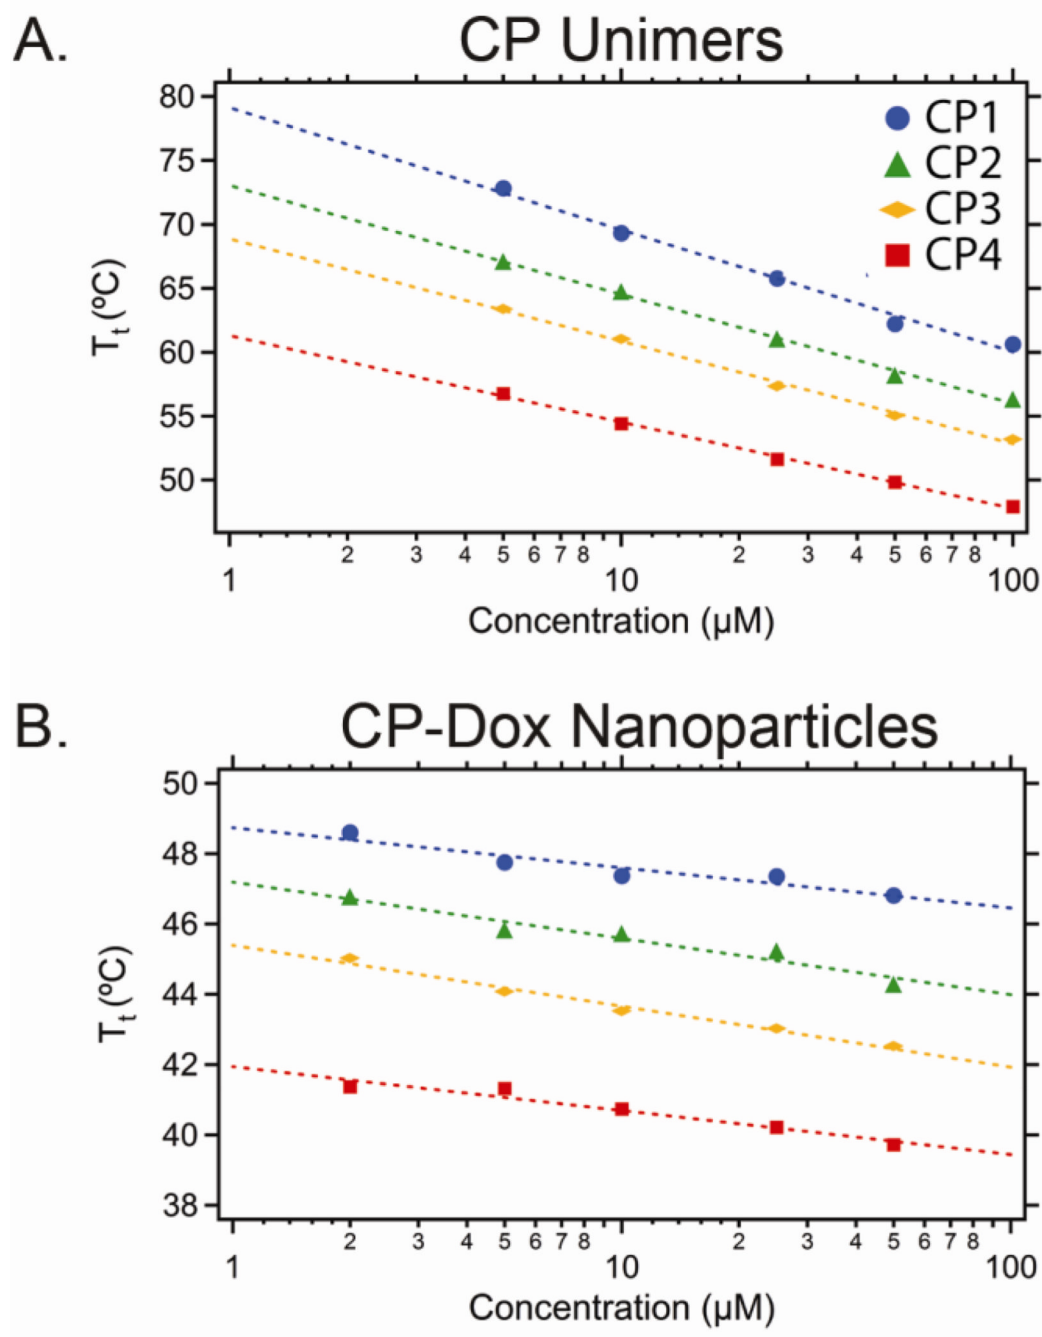 A.
CP Unimers
80
75
70
65
60
55
50
T_t (ºC)
CP1
CP2
CP3
CP4
2 3 4 5 6 7 8 2 3 4 5 6 7 8
1 10 100
Concentration (µM)
B.
CP-Dox Nanoparticles
50
48
46
44
42
40
38
T_t (ºC)
2 3 4 5 6 7 8 2 3 4 5 6 7 8
1 10 100
Concentration (µM)